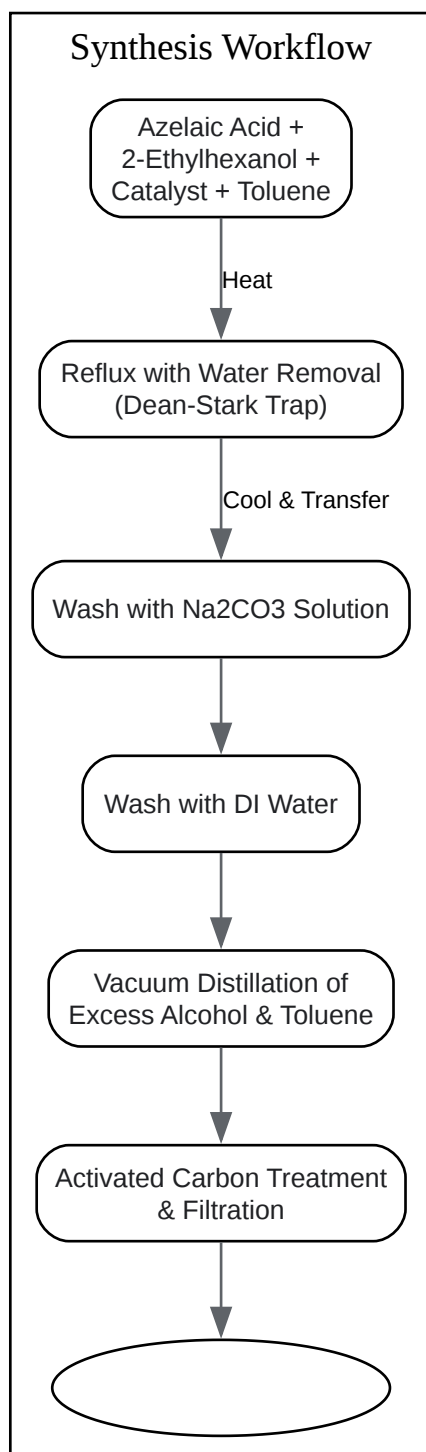 Synthesis Workflow
Azelaic Acid +
2-Ethylhexanol +
Catalyst + Toluene
Heat
Reflux with Water Removal
(Dean-Stark Trap)
Cool & Transfer
Wash with Na2CO3 Solution
Wash with DI Water
Vacuum Distillation of
Excess Alcohol & Toluene
Activated Carbon Treatment
& Filtration